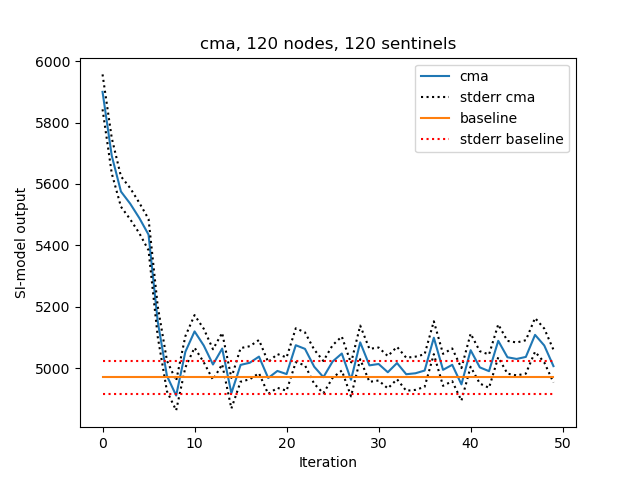 cma, 120 nodes, 120 sentinels
6000
5800
5600
5400
5200
5000
SI-model output
cma
stderr cma
baseline
stderr baseline
0
10
20
30
40
50
Iteration